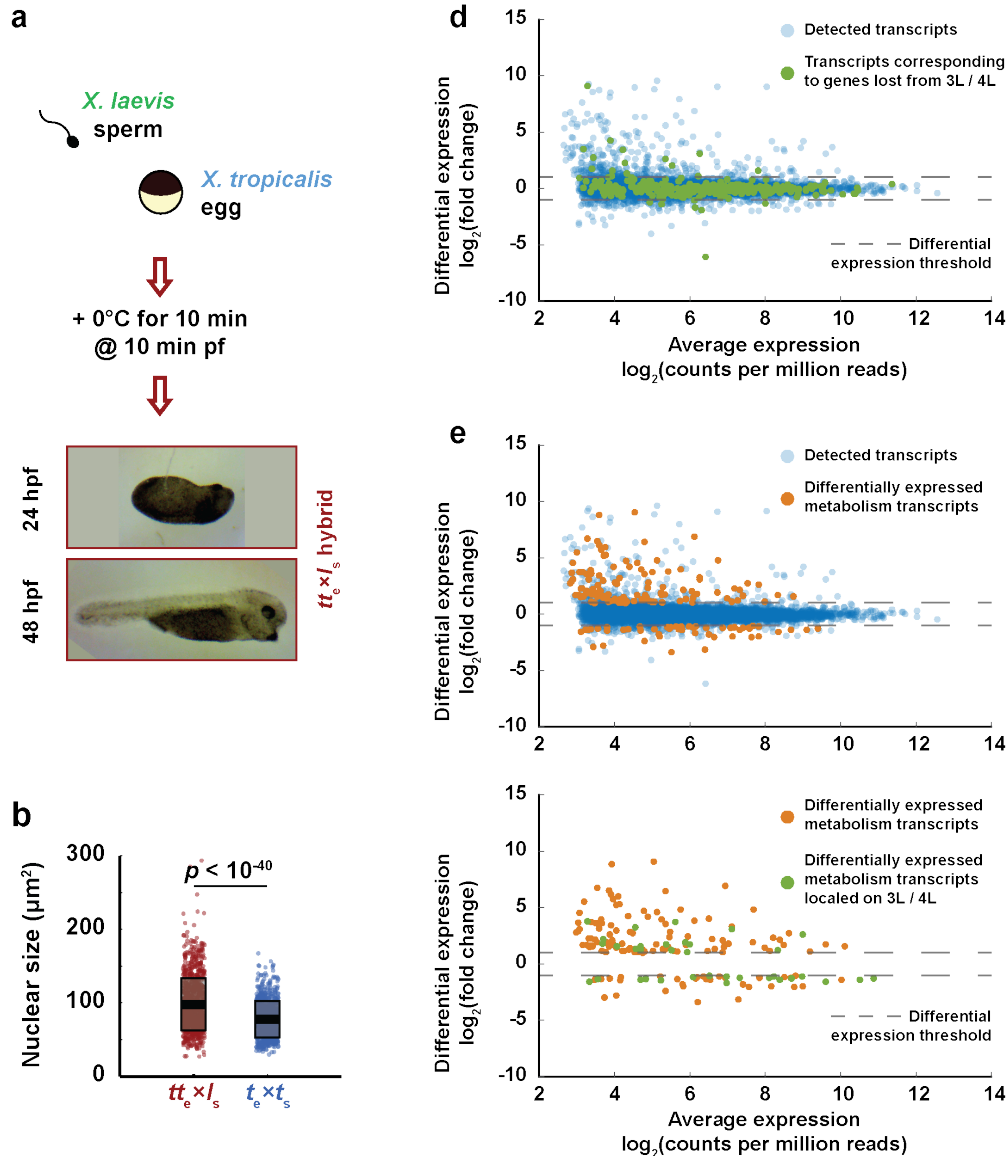 a
X. laevis
sperm
X. tropicalis
egg
+ 0°C for 10 min
@ 10 min pf
24 hpf
48 hpf
tte×ls hybrid
b
Nuclear size (µm2)
300
200
100
0
p < 10-40
tte×ls
te×ts
d
Differential expression
log2(fold change)
15
10
5
0
-5
-10
Detected transcripts
Transcripts corresponding
to genes lost from 3L / 4L
Differential
expression threshold
2 4 6 8 10 12 14
Average expression
log2(counts per million reads)
e
Differential expression
log2(fold change)
15
10
5
0
-5
-10
Detected transcripts
Differentially expressed
metabolism transcripts
2 4 6 8 10 12 14
Differential expression
log2(fold change)
15
10
5
0
-5
-10
Differentially expressed
metabolism transcripts
Differentially expressed
metabolism transcripts
localed on 3L / 4L
Differential
expression threshold
2 4 6 8 10 12 14
Average expression
log2(counts per million reads)